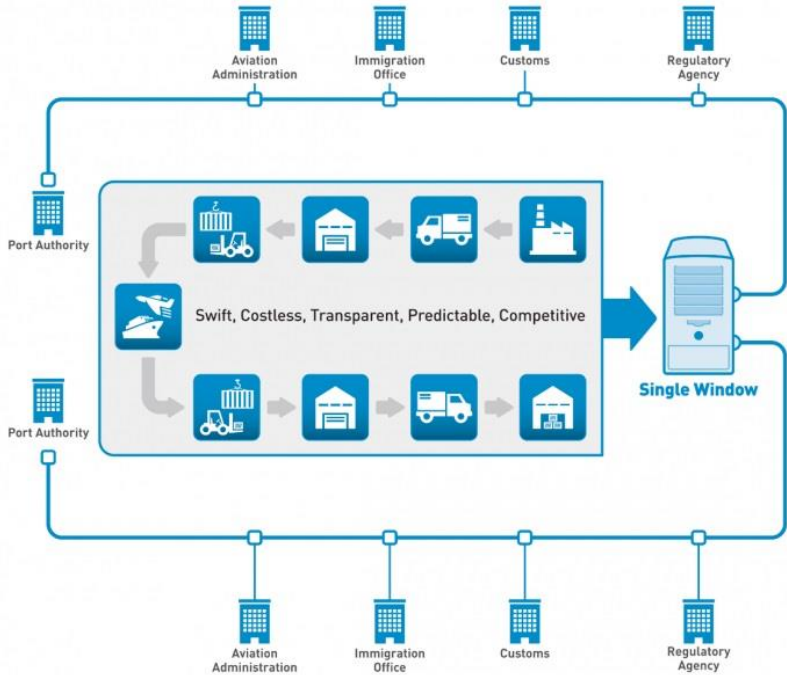 Aviation
Administration
Immigration
Office
Customs
Regulatory
Agency
Port Authority
Swift, Costless, Transparent, Predictable, Competitive
Single Window
Port Authority
Aviation
Administration
Immigration
Office
Customs
Regulatory
Agency